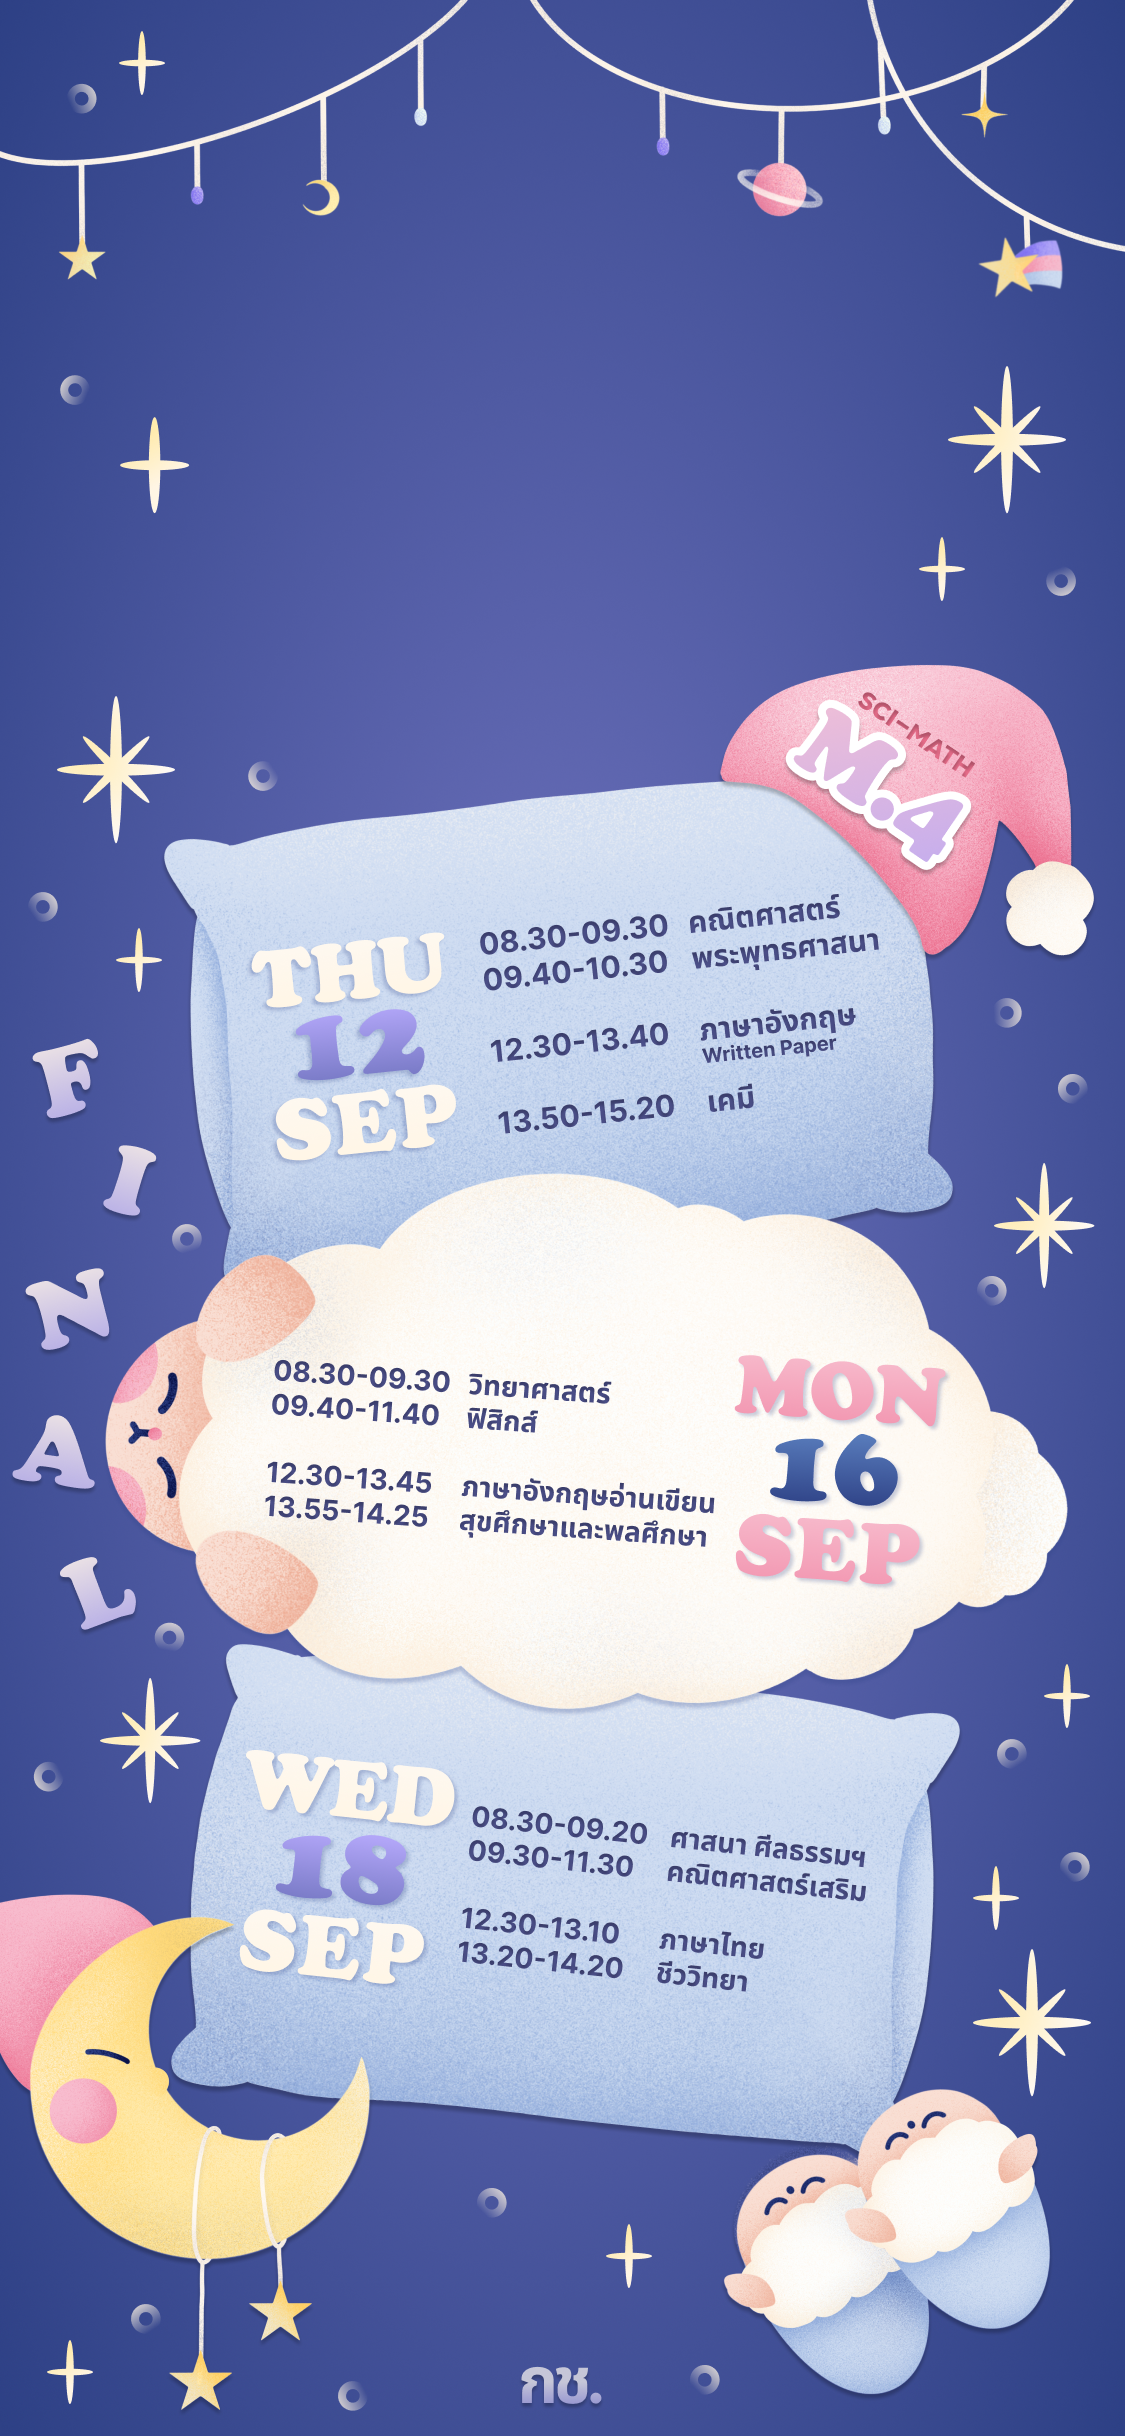 SCI-MATH
M.4
THU
12
SEP
08.30-09.30 คณิตศาสตร์
09.40-10.30 พระพุทธศาสนา
12.30-13.40 ภาษาอังกฤษ
Written Paper
13.50-15.20 เคมี
FINAL
08.30-09.30 วิทยาศาสตร์
09.40-11.40 ฟิสิกส์
12.30-13.45 ภาษาอังกฤษอ่านเขียน
13.55-14.25 สุขศึกษาและพลศึกษา
MON
16
SEP
WED
18
SEP
08.30-09.20 ศาสนา ศีลธรรมฯ
09.30-11.30 คณิตศาสตร์เสริม
12.30-13.10 ภาษาไทย
13.20-14.20 ชีววิทยา
กช.